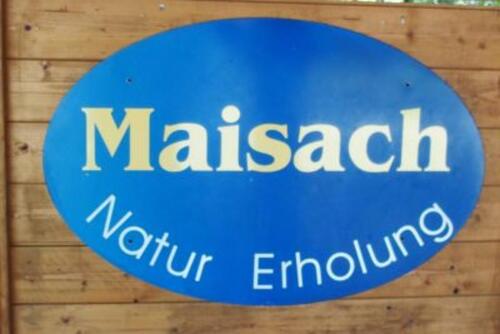 Maisach
Natur Erholung